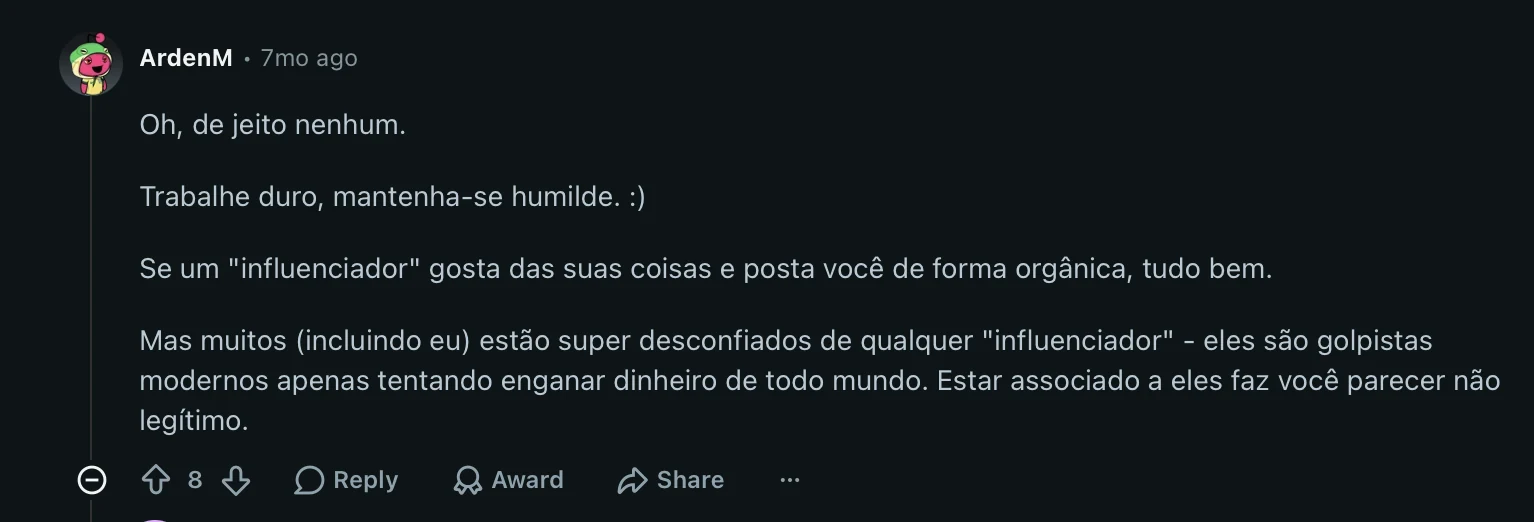 ArdenM • 7mo ago
Oh, de jeito nenhum.
Trabalhe duro, mantenha-se humilde. :)
Se um "influenciador" gosta das suas coisas e posta você de forma orgânica, tudo bem.
Mas muitos (incluindo eu) estão super desconfiados de qualquer "influenciador" - eles são golpistas
modernos apenas tentando enganar dinheiro de todo mundo. Estar associado a eles faz você parecer não
legítimo.
8 Reply Award Share ...